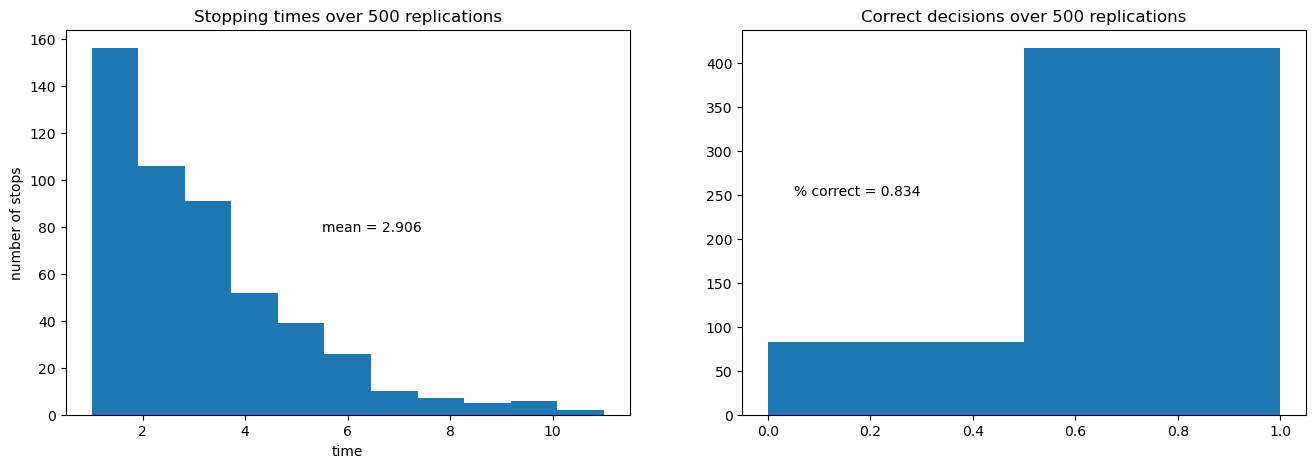 Stopping times over 500 replications
160
140
120
100
80
60
40
20
0
number of stops
mean = 2.906
2 4 6 8 10
time
Correct decisions over 500 replications
400
350
300
250
200
150
100
50
0
% correct = 0.834
0.0 0.2 0.4 0.6 0.8 1.0